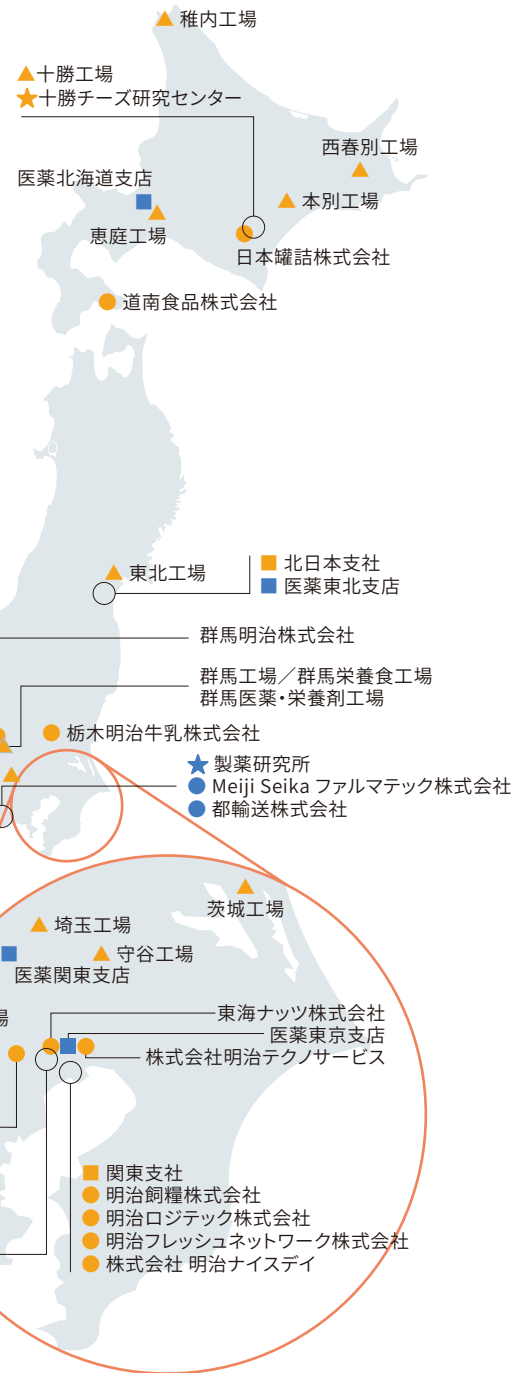 稚内工場
十勝工場
十勝チーズ研究センター
西春別工場
医薬北海道支店
本別工場
恵庭工場
日本罐詰株式会社
道南食品株式会社
東北工場
北日本支社
医薬東北支店
群馬明治株式会社
群馬工場／群馬栄養食工場
群馬医薬・栄養剤工場
栃木明治牛乳株式会社
製薬研究所
Meiji Seika ファルマテック株式会社
都輸送株式会社
茨城工場
埼玉工場
守谷工場
医薬関東支店
場
東海ナッツ株式会社
医薬東京支店
株式会社明治テクノサービス
関東支社
明治飼糧株式会社
明治ロジテック株式会社
明治フレッシュネットワーク株式会社
株式会社 明治ナイスデイ